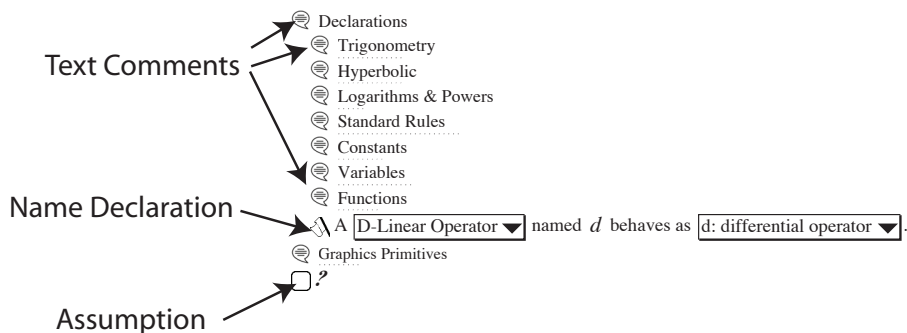 Declarations
Text Comments
Trigonometry
Hyperbolic
Logarithms & Powers
Standard Rules
Constants
Variables
Functions
Name Declaration
A D-Linear Operator named d behaves as d: differential operator.
Graphics Primitives
?
Assumption